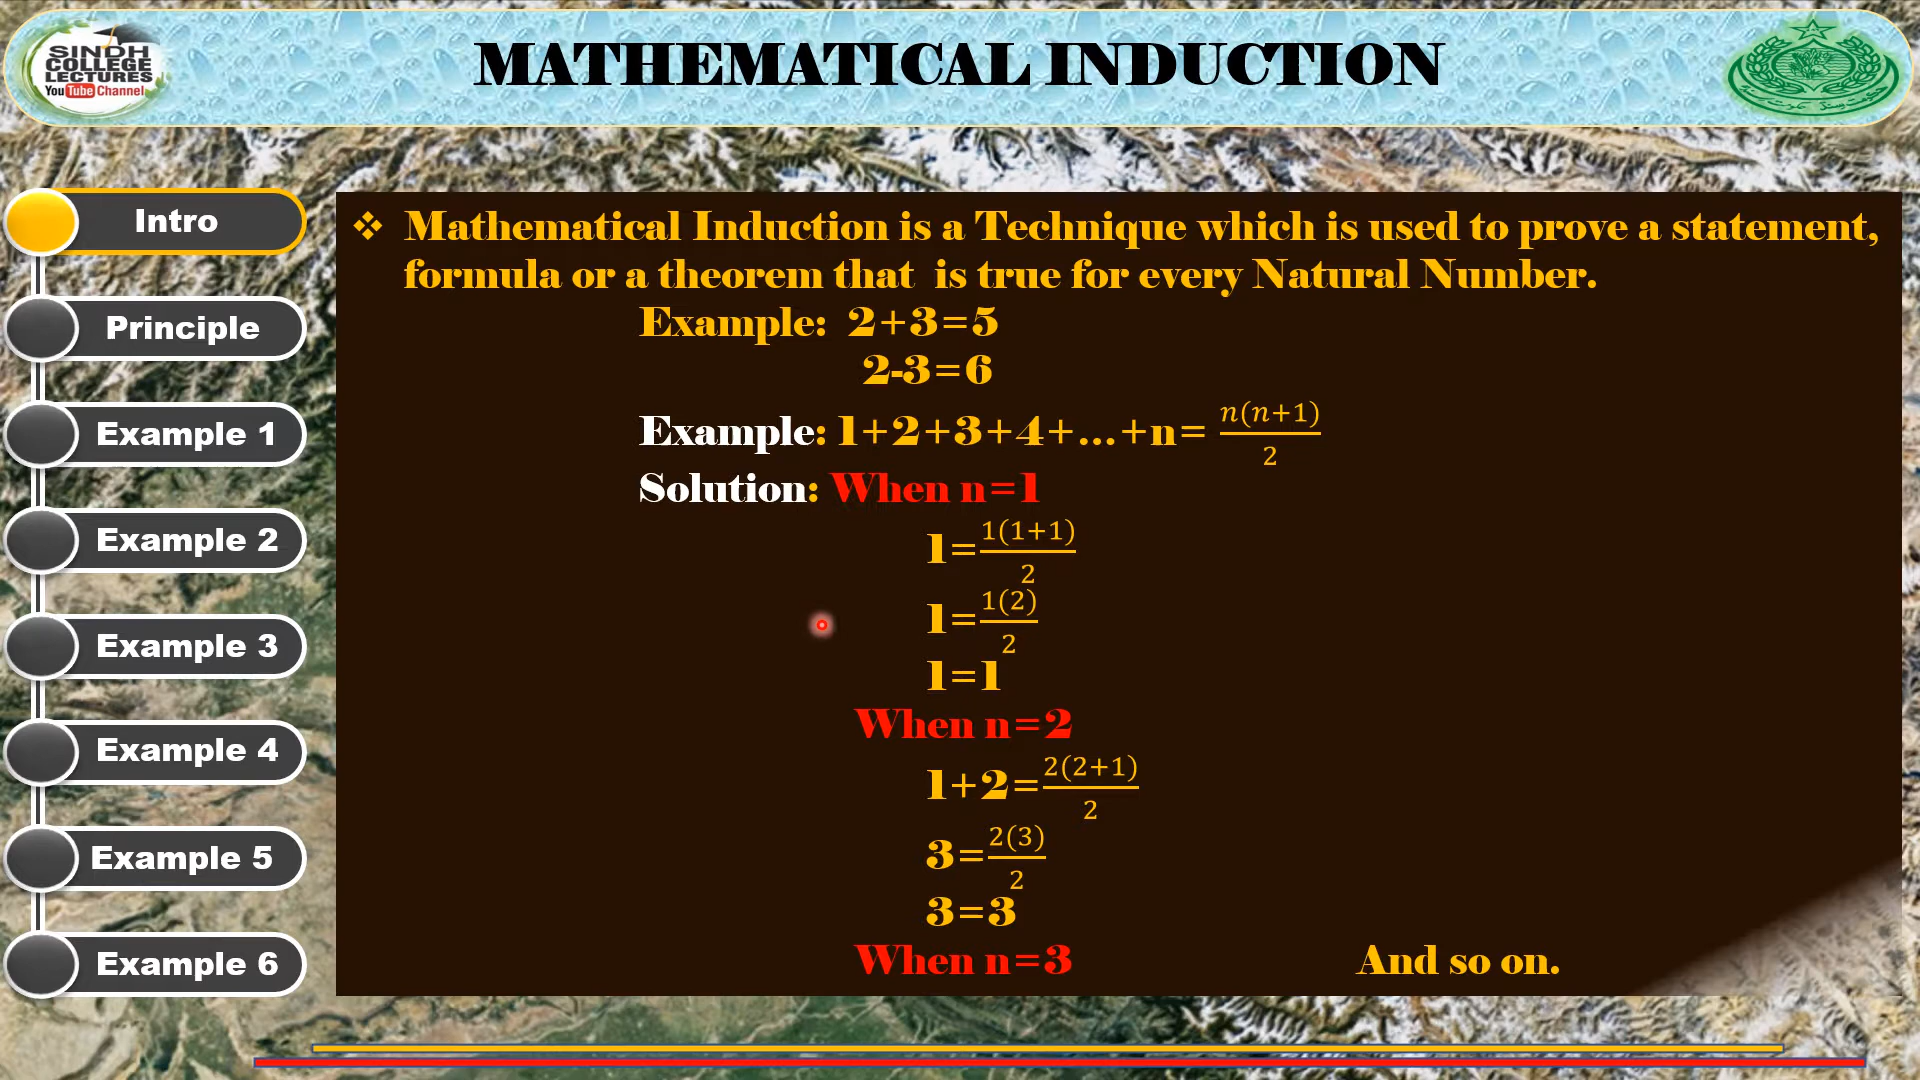 SINDH
COLLEGE
LECTURES
YouTube Channel
MATHEMATICAL INDUCTION
Intro
Principle
Example 1
Example 2
Example 3
Example 4
Example 5
Example 6
❖ Mathematical Induction is a Technique which is used to prove a statement,
formula or a theorem that is true for every Natural Number.
Example: 2+3=5
2-3=6
Example: 1+2+3+4+...+n= n(n+1)/2
Solution: When n=1
1=1(1+1)/2
1=1(2)/2
1=1
When n=2
1+2=2(2+1)/2
3=2(3)/2
3=3
When n=3 And so on.